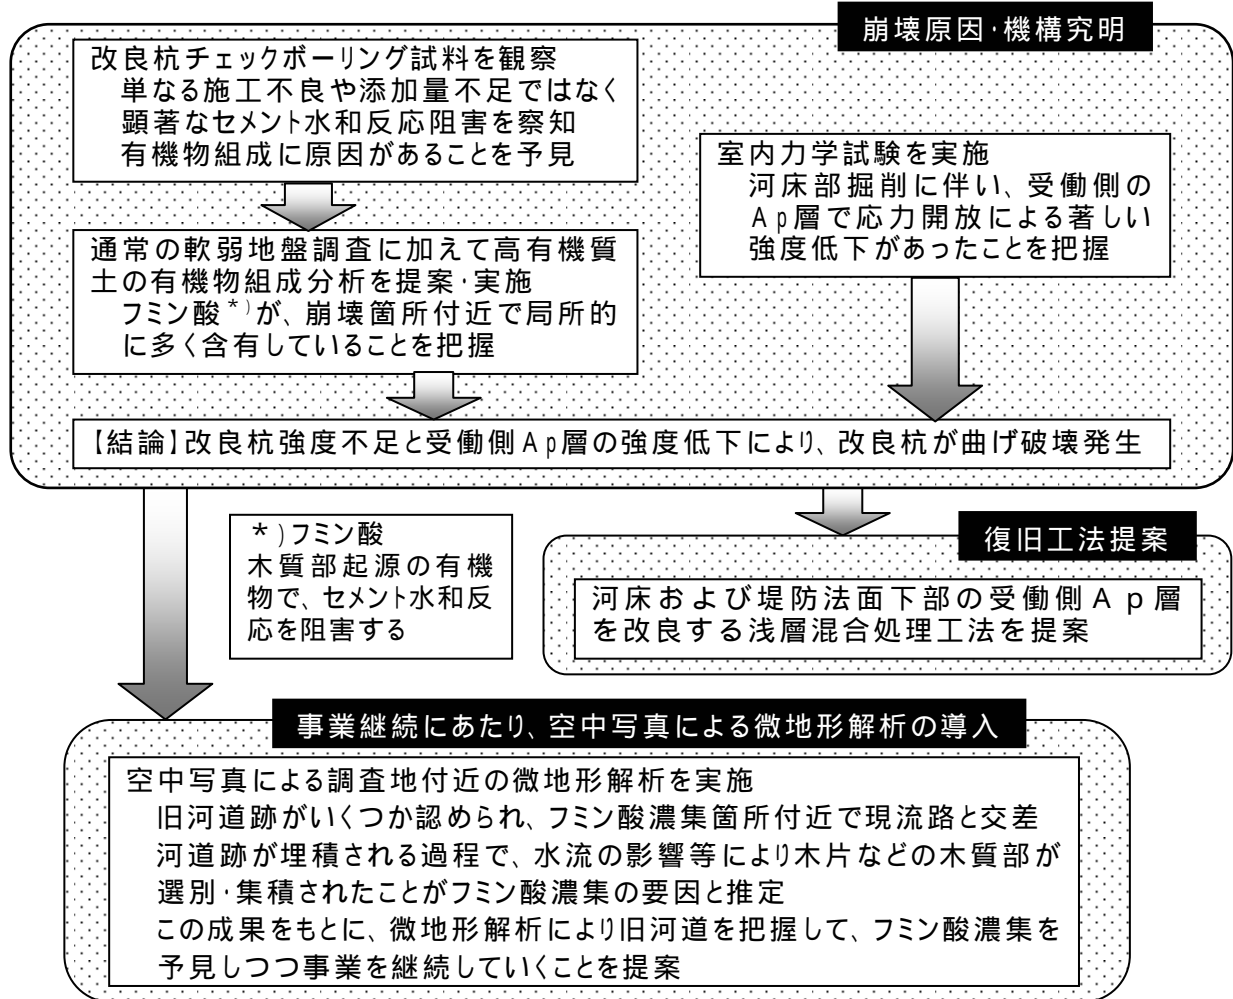 崩壊原因・機構究明
改良杭チェックボーリング試料を観察
単なる施工不良や添加量不足ではなく
顕著なセメント水和反応阻害を察知
有機物組成に原因があることを予見
通常の軟弱地盤調査に加えて高有機質
土の有機物組成分析を提案・実施
フミン酸*)が、崩壊箇所付近で局所的
に多く含有していることを把握
室内力学試験を実施
河床部掘削に伴い、受働側の
Ap層で応力開放による著しい
強度低下があったことを把握
【結論】改良杭強度不足と受働側Ap層の強度低下により、改良杭が曲げ破壊発生
*)フミン酸
木質部起源の有機
物で、セメント水和反
応を阻害する
復旧工法提案
河床および堤防法面下部の受働側Ap層
を改良する浅層混合処理工法を提案
事業継続にあたり、空中写真による微地形解析の導入
空中写真による調査地付近の微地形解析を実施
旧河道跡がいくつか認められ、フミン酸濃集箇所付近で現流路と交差
河道跡が埋積される過程で、水流の影響等により木片などの木質部が
選別・集積されたことがフミン酸濃集の要因と推定
この成果をもとに、微地形解析により旧河道を把握して、フミン酸濃集を
予見しつつ事業を継続していくことを提案